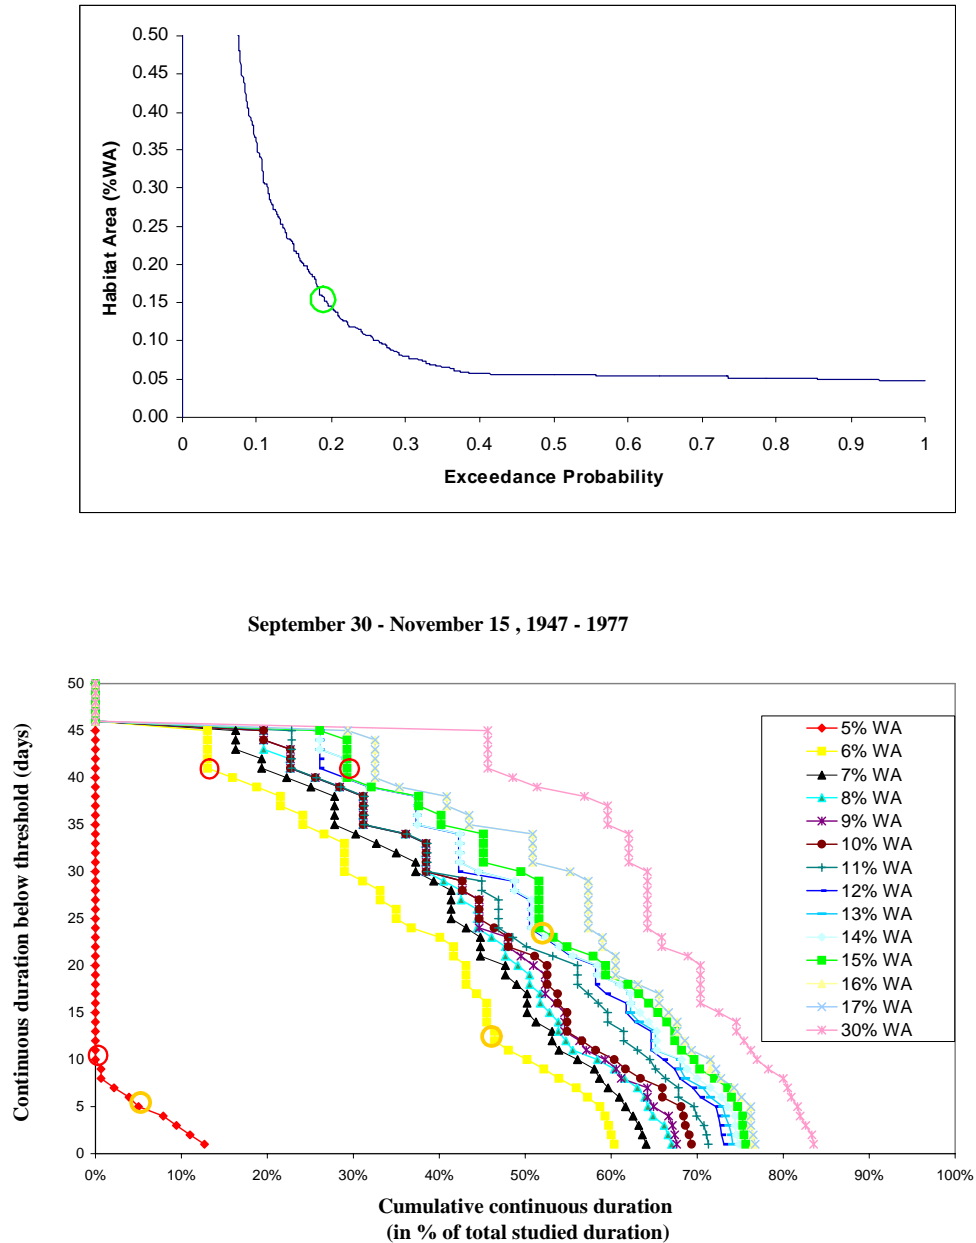 0.50
0.45
0.40
0.35
0.30
0.25
0.20
0.15
0.10
0.05
0.00
Habitat Area (%WA)
0 0.1 0.2 0.3 0.4 0.5 0.6 0.7 0.8 0.9 1
Exceedance Probability
September 30 - November 15 , 1947 - 1977
50
45
40
35
30
25
20
15
10
5
0
Continuous duration below threshold (days)
5% WA
6% WA
7% WA
8% WA
9% WA
10% WA
11% WA
12% WA
13% WA
14% WA
15% WA
16% WA
17% WA
30% WA
0% 10% 20% 30% 40% 50% 60% 70% 80% 90% 100%
Cumulative continuous duration
(in % of total studied duration)